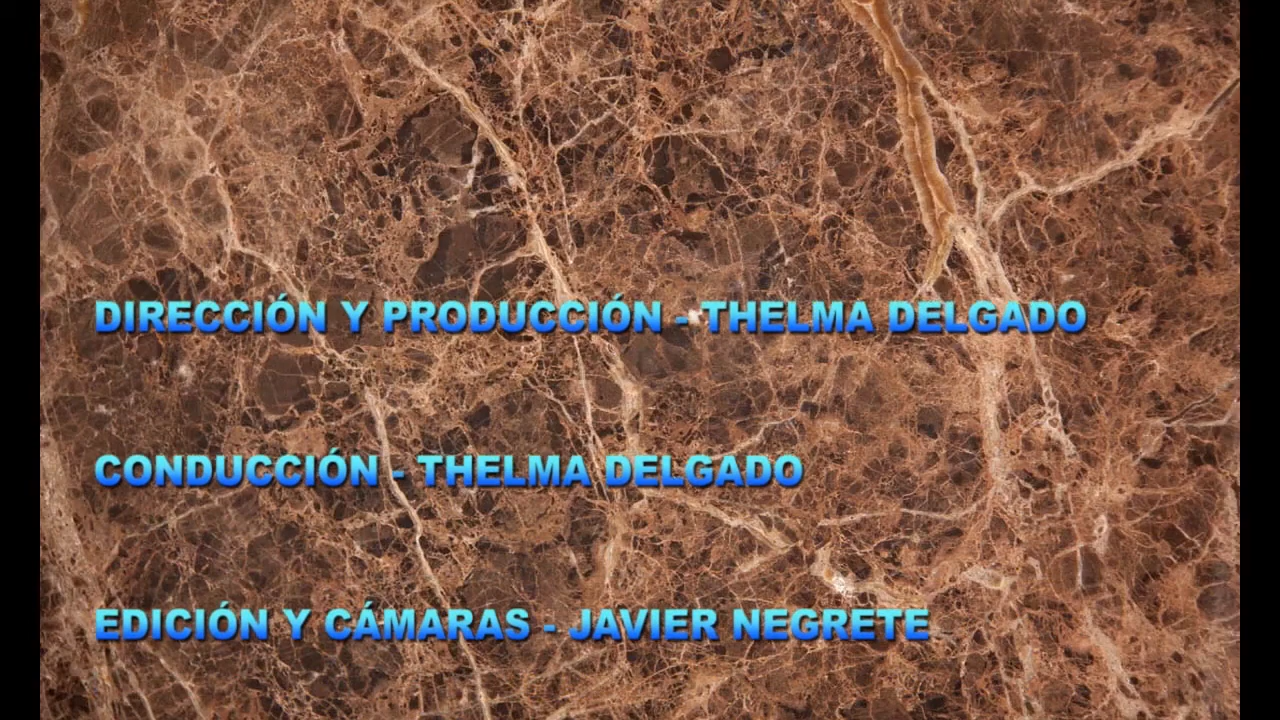 DIRECCIÓN Y PRODUCCIÓN - THELMA DELGADO
CONDUCCIÓN - THELMA DELGADO
EDICIÓN Y CÁMARAS - JAVIER NEGRETE